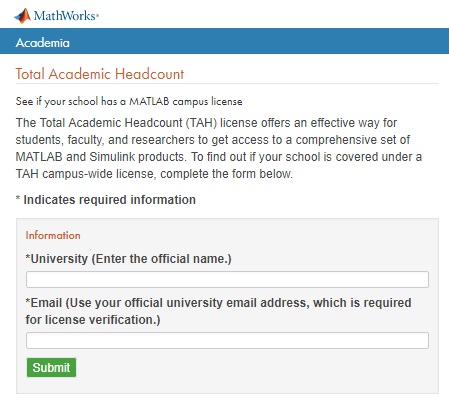 MathWorks®
Academia
Total Academic Headcount
See if your school has a MATLAB campus license
The Total Academic Headcount (TAH) license offers an effective way for
students, faculty, and researchers to get access to a comprehensive set of
MATLAB and Simulink products. To find out if your school is covered under a
TAH campus-wide license, complete the form below.
* Indicates required information
Information
*University (Enter the official name.)
*Email (Use your official university email address, which is required
for license verification.)
Submit